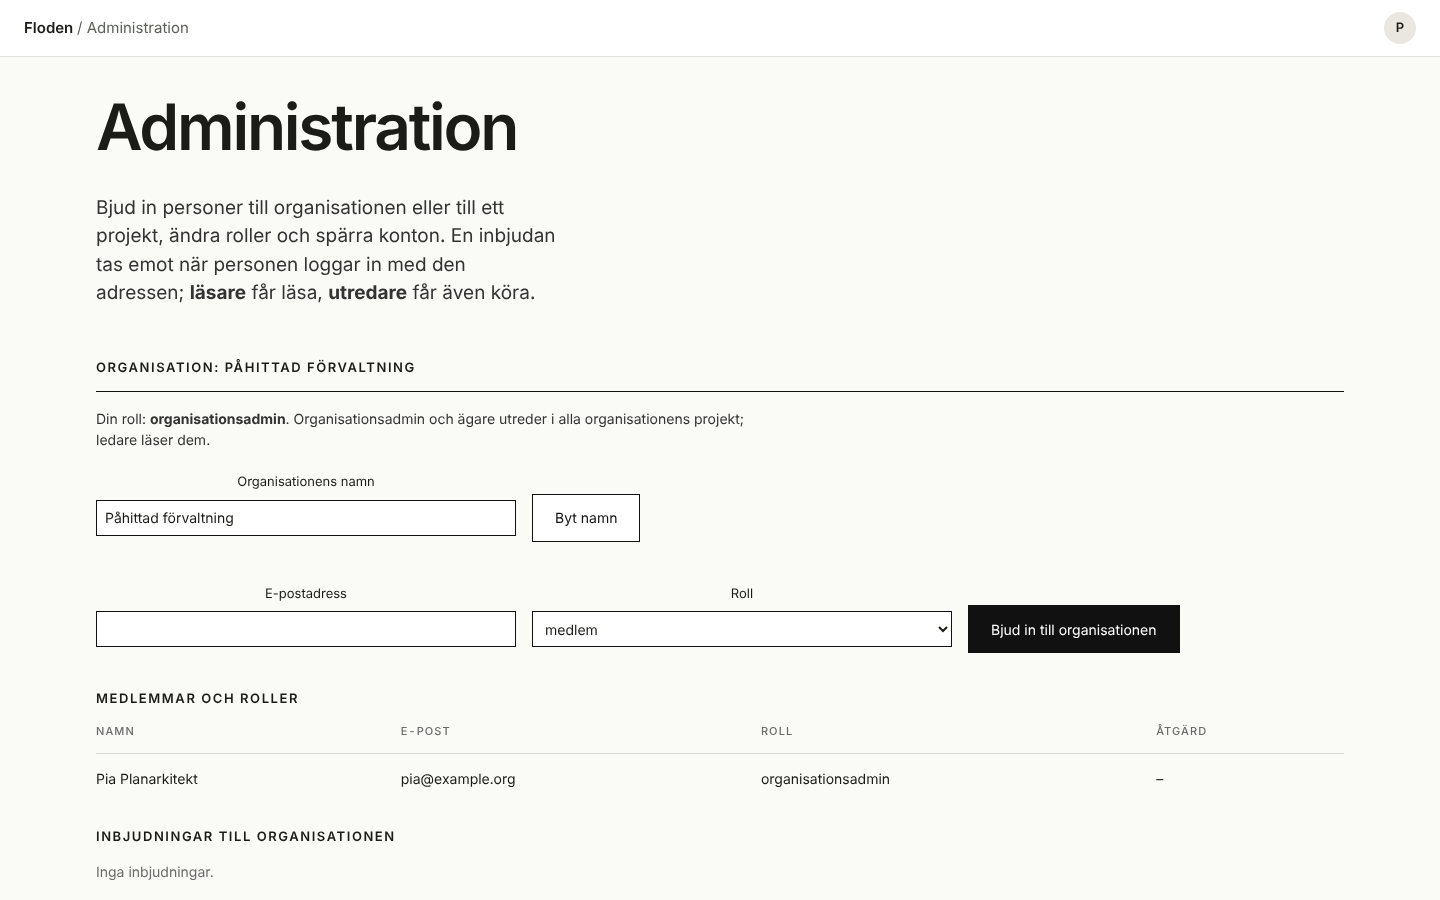 Floden / Administration
P
Administration
Bjud in personer till organisationen eller till ett
projekt, ändra roller och spärra konton. En inbjudan
tas emot när personen loggar in med den
adressen; läsare får läsa, utredare får även köra.
ORGANISATION: PÅHITTAD FÖRVALTNING
Din roll: organisationsadmin. Organisationsadmin och ägare utreder i alla organisationens projekt;
ledare läser dem.
Organisationens namn
Påhittad förvaltning
Byt namn
E-postadress
Roll
medlem
Bjud in till organisationen
MEDLEMMAR OCH ROLLER
NAMN E-POST ROLL ÅTGÄRD
Pia Planarkitekt pia@example.org organisationsadmin –
INBJUDNINGAR TILL ORGANISATIONEN
Inga inbjudningar.